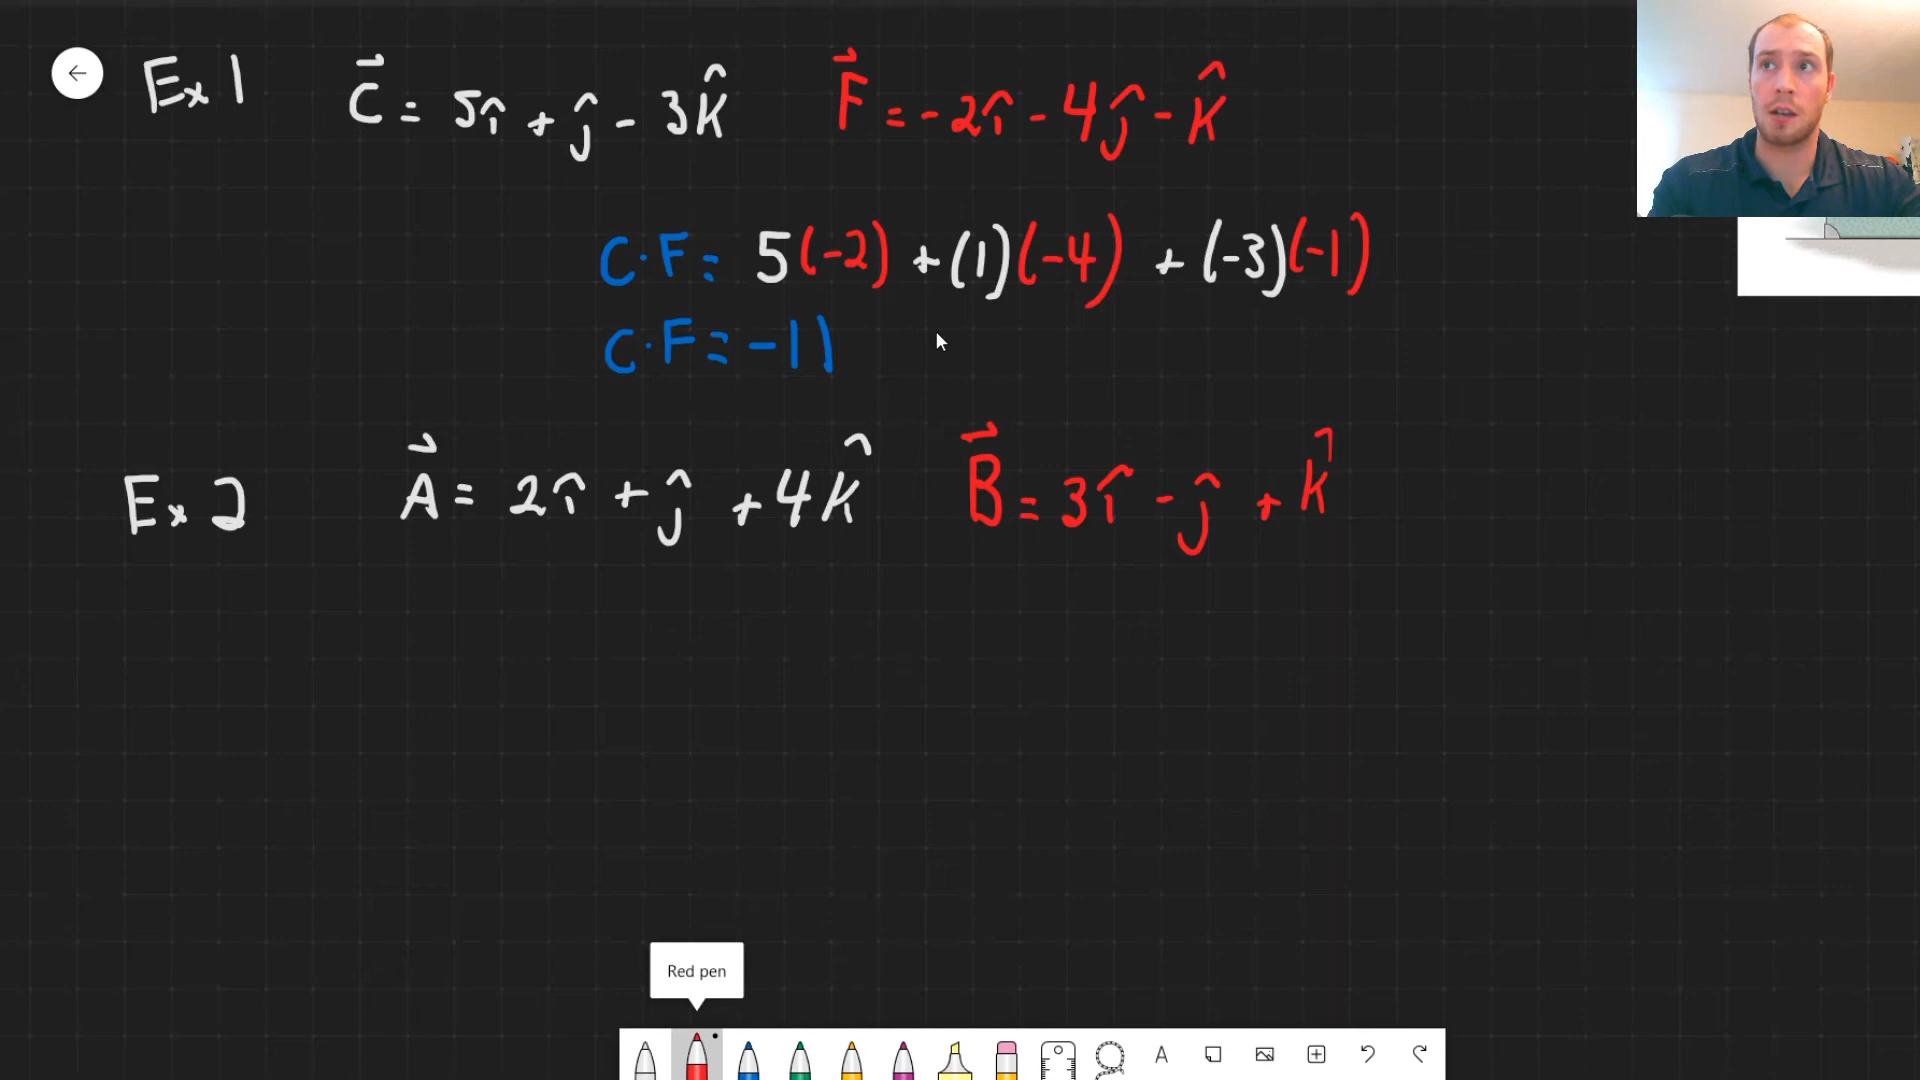 Ex 1 C⃗ = 5î + ĵ - 3K̂ F⃗ = -2î - 4ĵ - K̂
C·F = 5(-2) + (1)(-4) + (-3)(-1)
C·F = -11
Ex 2 A⃗ = 2î + ĵ + 4K̂ B⃗ = 3î - ĵ + K̂
Red pen
A